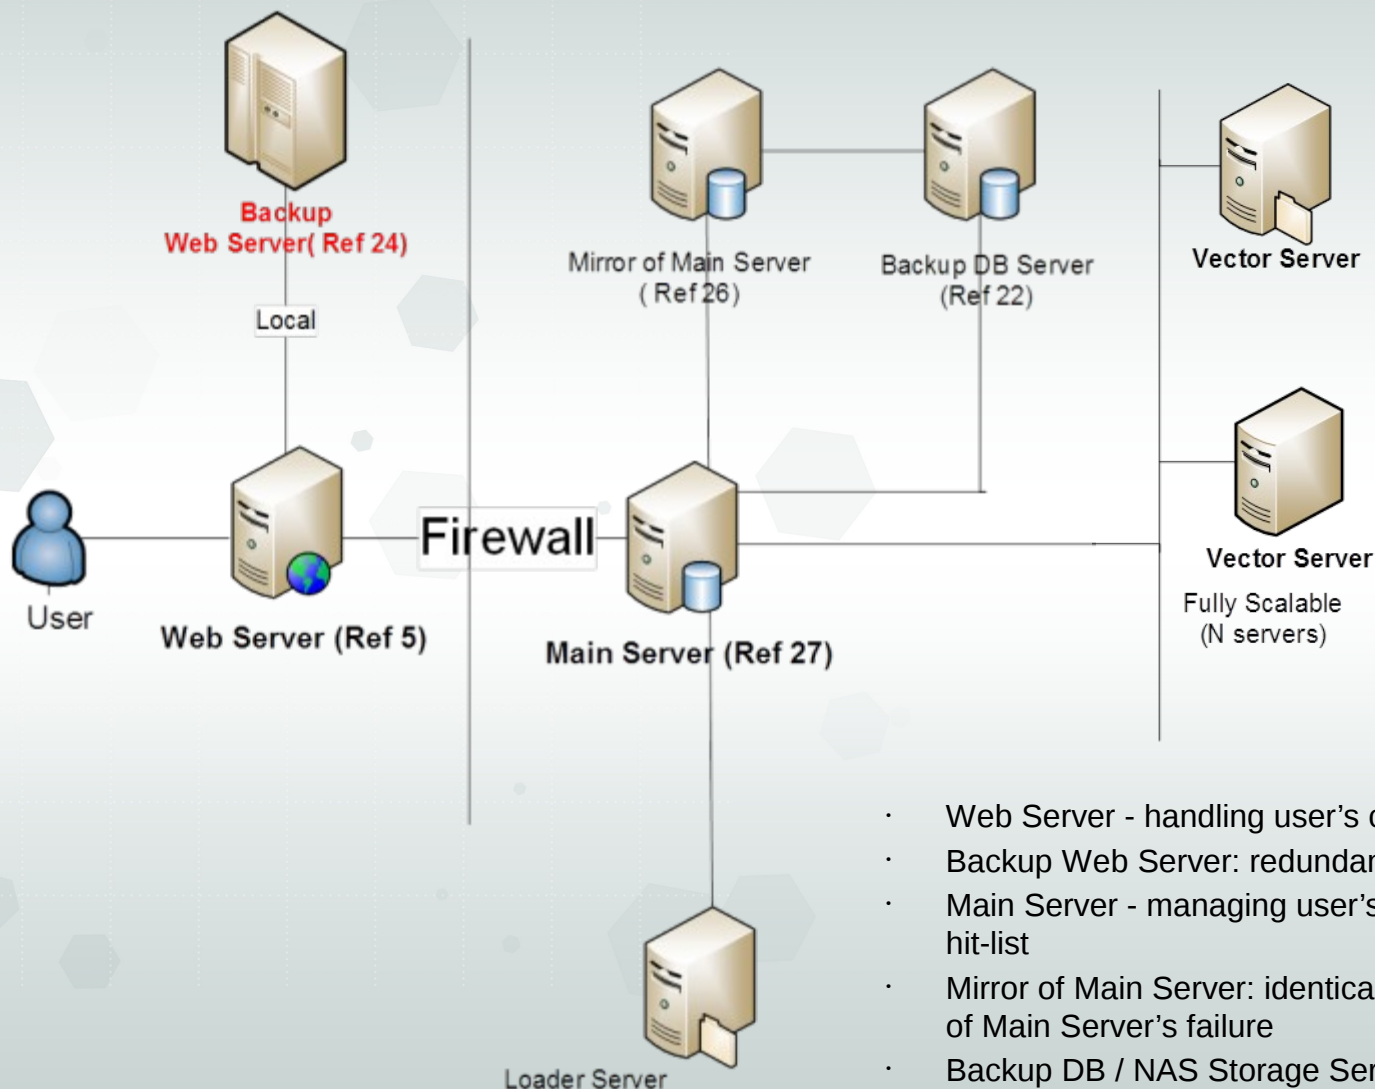 Backup
Web Server( Ref 24)
Local
User
Web Server (Ref 5)
Firewall
Mirror of Main Server
( Ref 26)
Backup DB Server
(Ref 22)
Main Server (Ref 27)
Vector Server
Vector Server
Fully Scalable
(N servers)
Loader Server
· Web Server - handling user's
· Backup Web Server:
· Main Server - managing user's
hit-list
· Mirror of Main Server:
of Main Server's failure
· Backup DB / NAS Storage